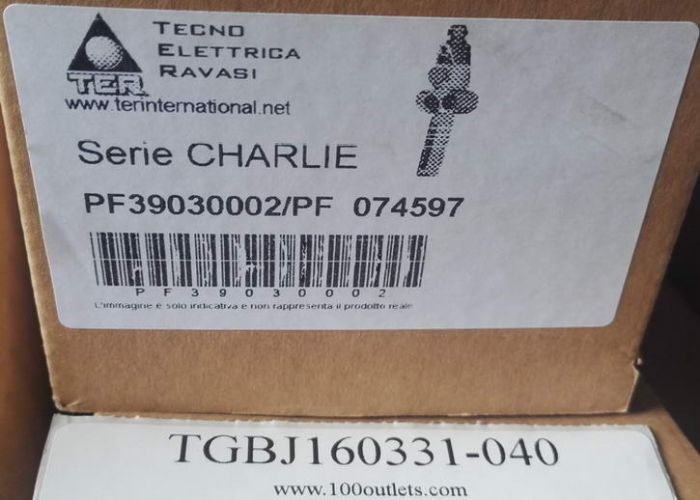 TECNO
ELETTRICA
RAVASI
TER
www.terinternational.net
Serie CHARLIE
PF39030002/PF 074597
PF39030002
L'immagine è solo indicativa e non rappresenta il prodotto reale
TGBJ160331-040
www.100outlets.com